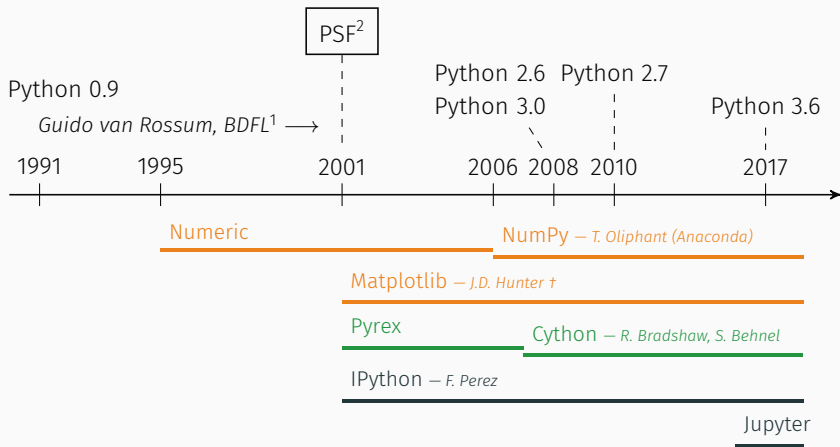 PSF²
Python 2.6 Python 2.7
Python 0.9
Python 3.0 Python 3.6
Guido van Rossum, BDFL¹
1991 1995 2001 2006 2008 2010 2017
Numeric
NumPy – T. Oliphant (Anaconda)
Matplotlib – J.D. Hunter †
Pyrex
Cython – R. Bradshaw, S. Behnel
IPython – F. Perez
Jupyter